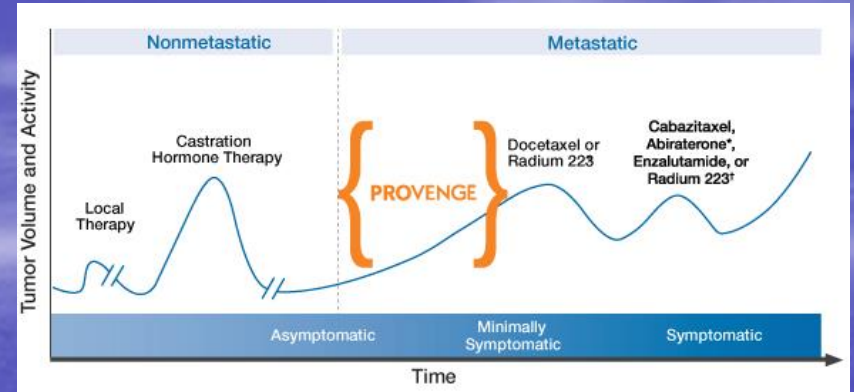 Nonmetastatic
Metastatic
Tumor Volume and Activity
Local
Therapy
Castration
Hormone Therapy
{ PROVENGE }
Docetaxel or
Radium 223
Cabazitaxel,
Abiraterone*,
Enzalutamide, or
Radium 223†
Asymptomatic
Minimally
Symptomatic
Symptomatic
Time